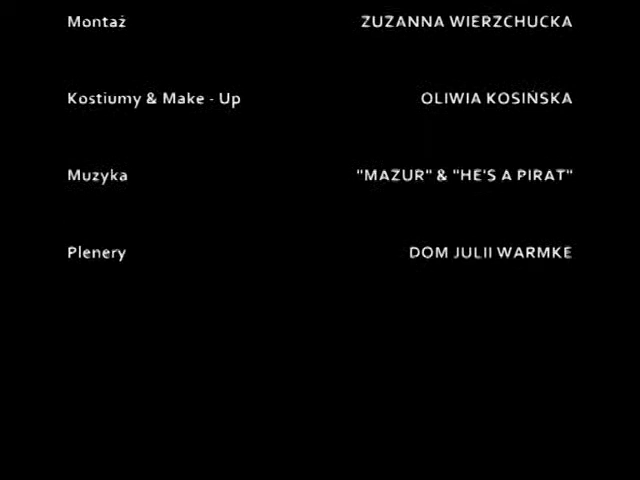 Montaż ZUZANNA WIERZCHUCKA
Kostiumy & Make - Up OLIWIA KOSIŃSKA
Muzyka "MAZUR" & "HE'S A PIRAT"
Plenery DOM JULII WARMKE